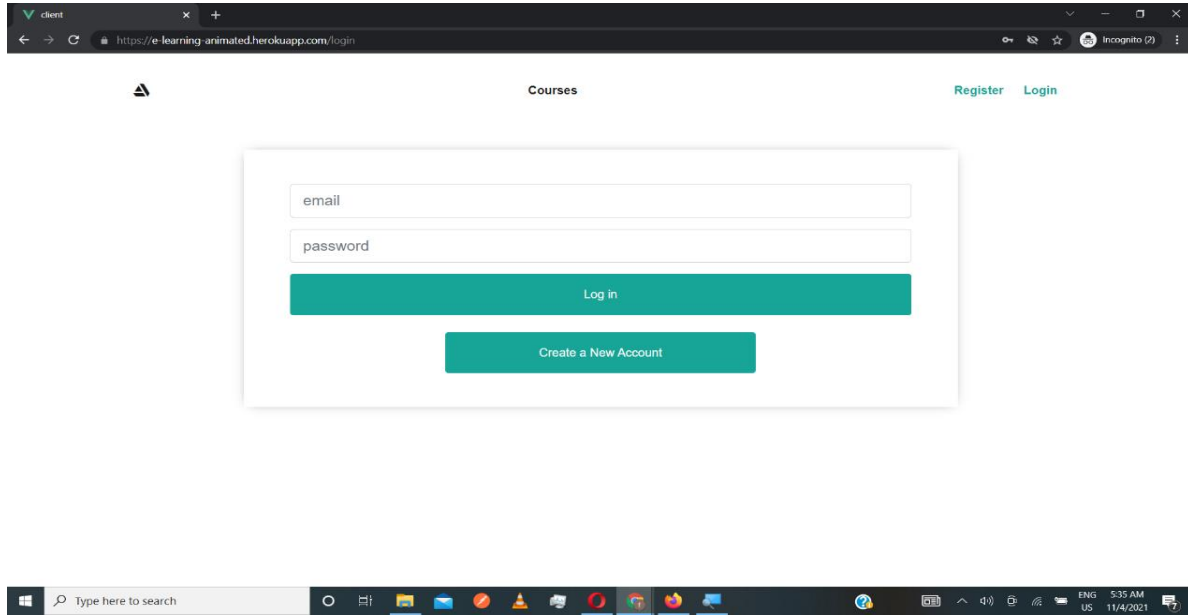 client
https://e-learning-animated.herokuapp.com/login
Incognito (2)
Courses
Register Login
email
password
Log in
Create a New Account
Type here to search
ENG 5:35 AM
US 11/4/2021
7